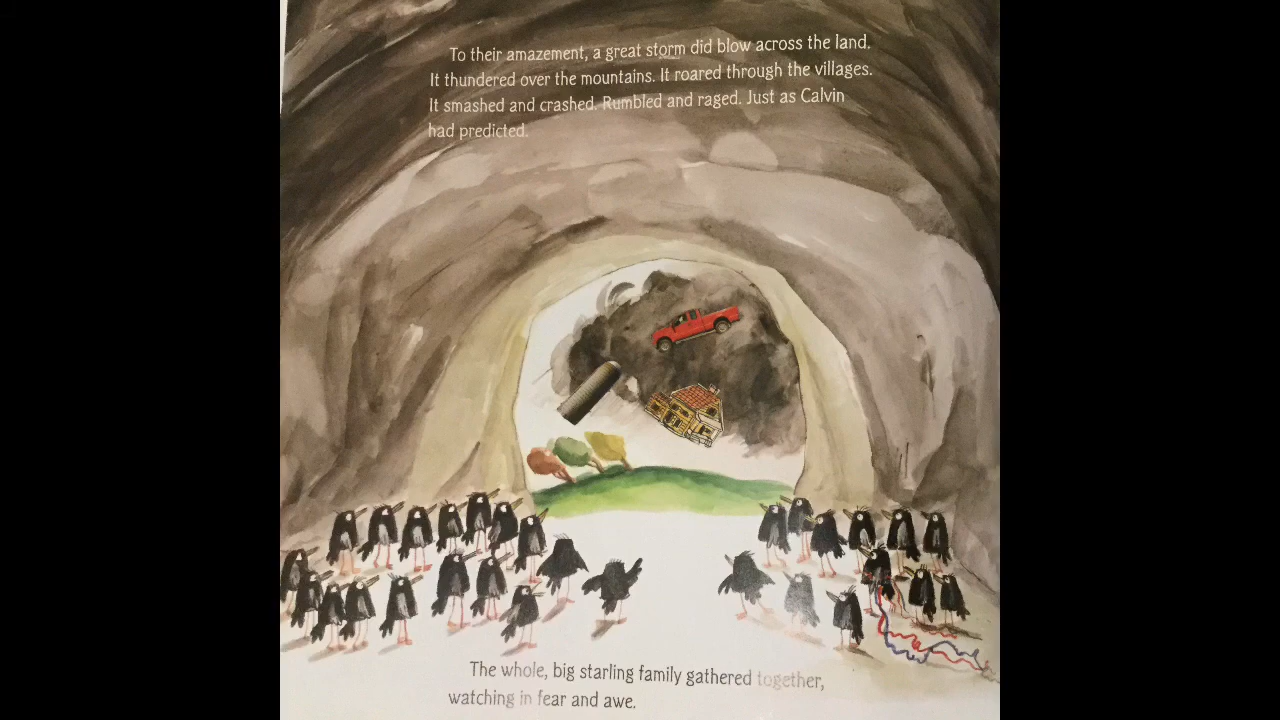 To their amazement, a great storm did blow across the land.
It thundered over the mountains. It roared through the villages.
It smashed and crashed. Rumbled and raged. Just as Calvin
had predicted.
The whole, big starling family gathered together,
watching in fear and awe.